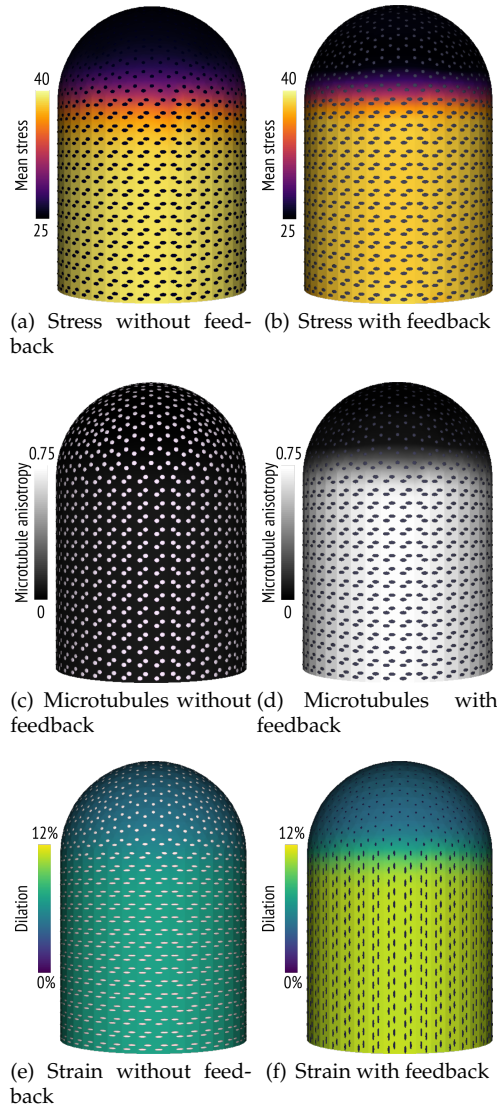 40
Mean stress
25
40
Mean stress
25
(a) Stress without feed-
back
(b) Stress with feedback
0.75
Microtubule anisotropy
0
0.75
Microtubule anisotropy
0
(c) Microtubules without
feedback
(d) Microtubules with
feedback
12%
Dilation
0%
12%
Dilation
0%
(e) Strain without feed-
back
(f) Strain with feedback